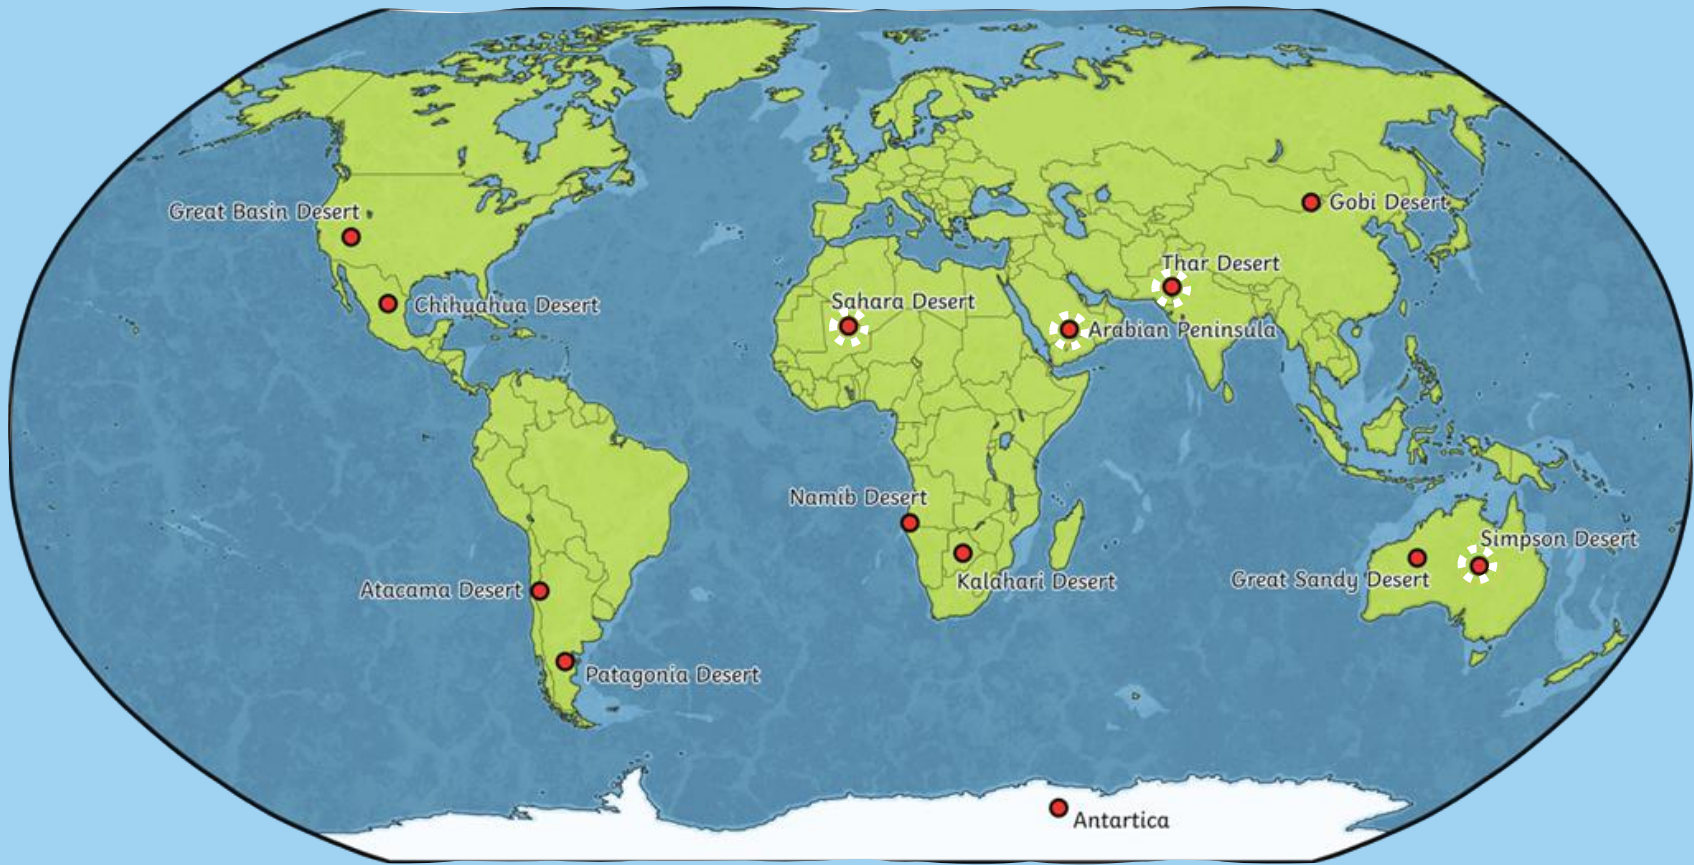 Great Basin Desert
Gobi Desert
Thar Desert
Sahara Desert
Chihuahua Desert
Arabian Peninsula
Namib Desert
Simpson Desert
Great Sandy Desert
Kalahari Desert
Atacama Desert
Patagonia Desert
Antartica